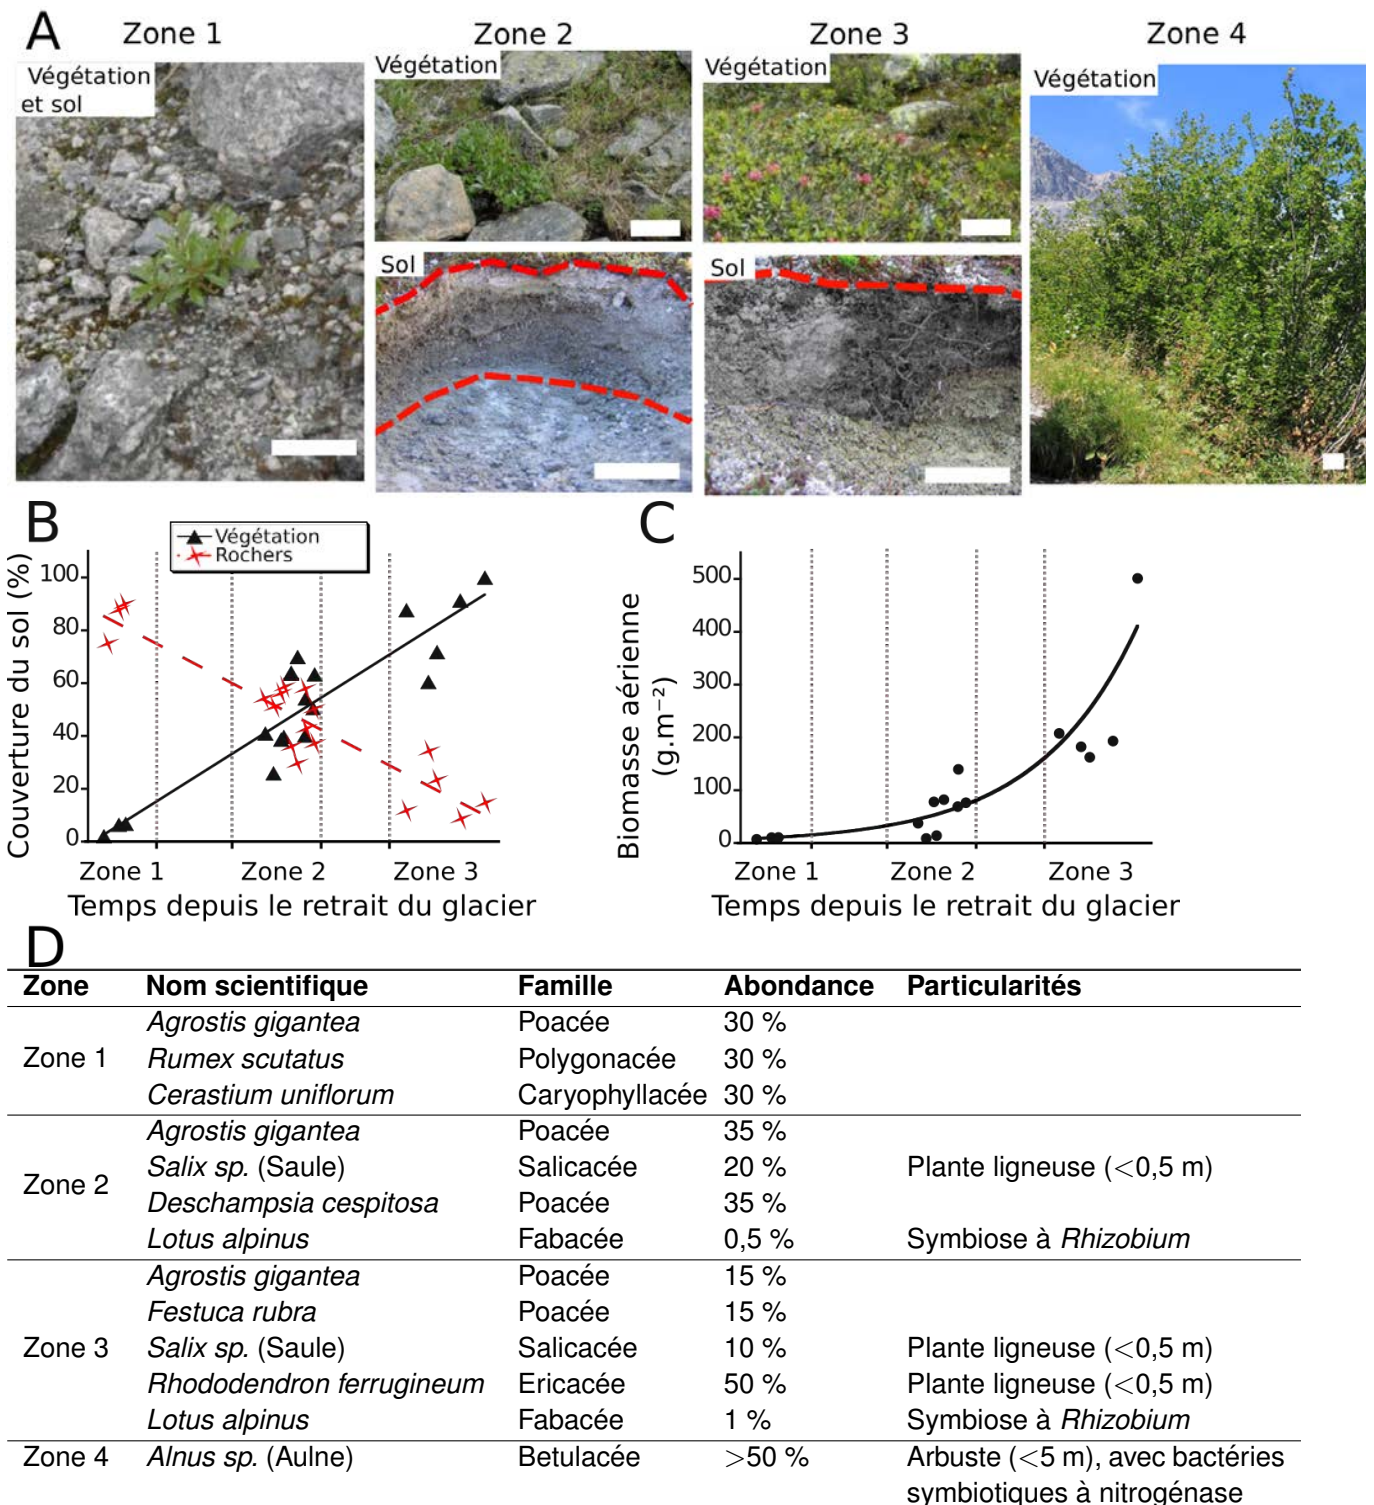 A
Zone 1
Zone 2
Zone 3
Zone 4
Végétation
et sol
Végétation
Végétation
Végétation
Sol
Sol
B
Végétation
Rochers
Couverture du sol (%)
100
80
60
40
20
0
Zone 1
Zone 2
Zone 3
Temps depuis le retrait du glacier
C
Biomasse aérienne
(g.m⁻²)
500
400
300
200
100
0
Zone 1
Zone 2
Zone 3
Temps depuis le retrait du glacier
D
Zone Nom scientifique Famille Abondance Particularités
Agrostis gigantea Poacée 30 %
Zone 1 Rumex scutatus Polygonacée 30 %
Cerastium uniflorum Caryophyllacée 30 %
Agrostis gigantea Poacée 35 %
Zone 2 Salix sp. (Saule) Salicacée 20 % Plante ligneuse (<0,5 m)
Deschampsia cespitosa Poacée 35 %
Lotus alpinus Fabacée 0,5 % Symbiose à Rhizobium
Agrostis gigantea Poacée 15 %
Festuca rubra Poacée 15 %
Zone 3 Salix sp. (Saule) Salicacée 10 % Plante ligneuse (<0,5 m)
Rhododendron ferrugineum Ericacée 50 % Plante ligneuse (<0,5 m)
Lotus alpinus Fabacée 1 % Symbiose à Rhizobium
Zone 4 Alnus sp. (Aulne) Betulacée >50 % Arbuste (<5 m), avec bactéries
symbiotiques à nitrogénase